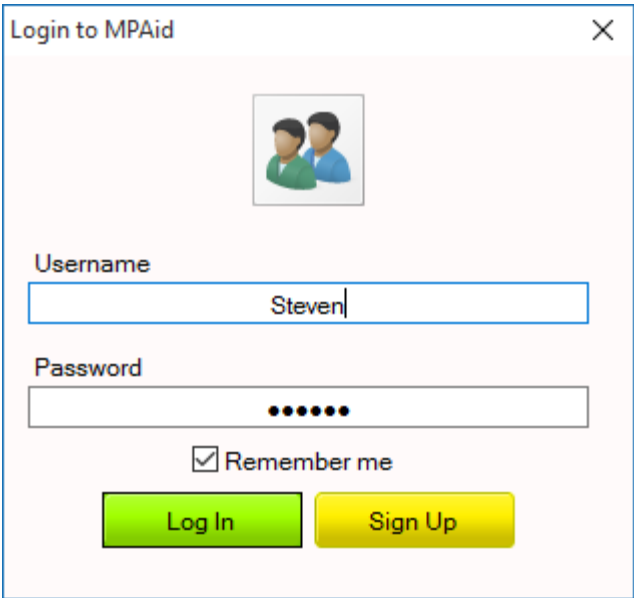 Login to MPAid
Username
Steven
Password
••••••
Remember me
Log In
Sign Up